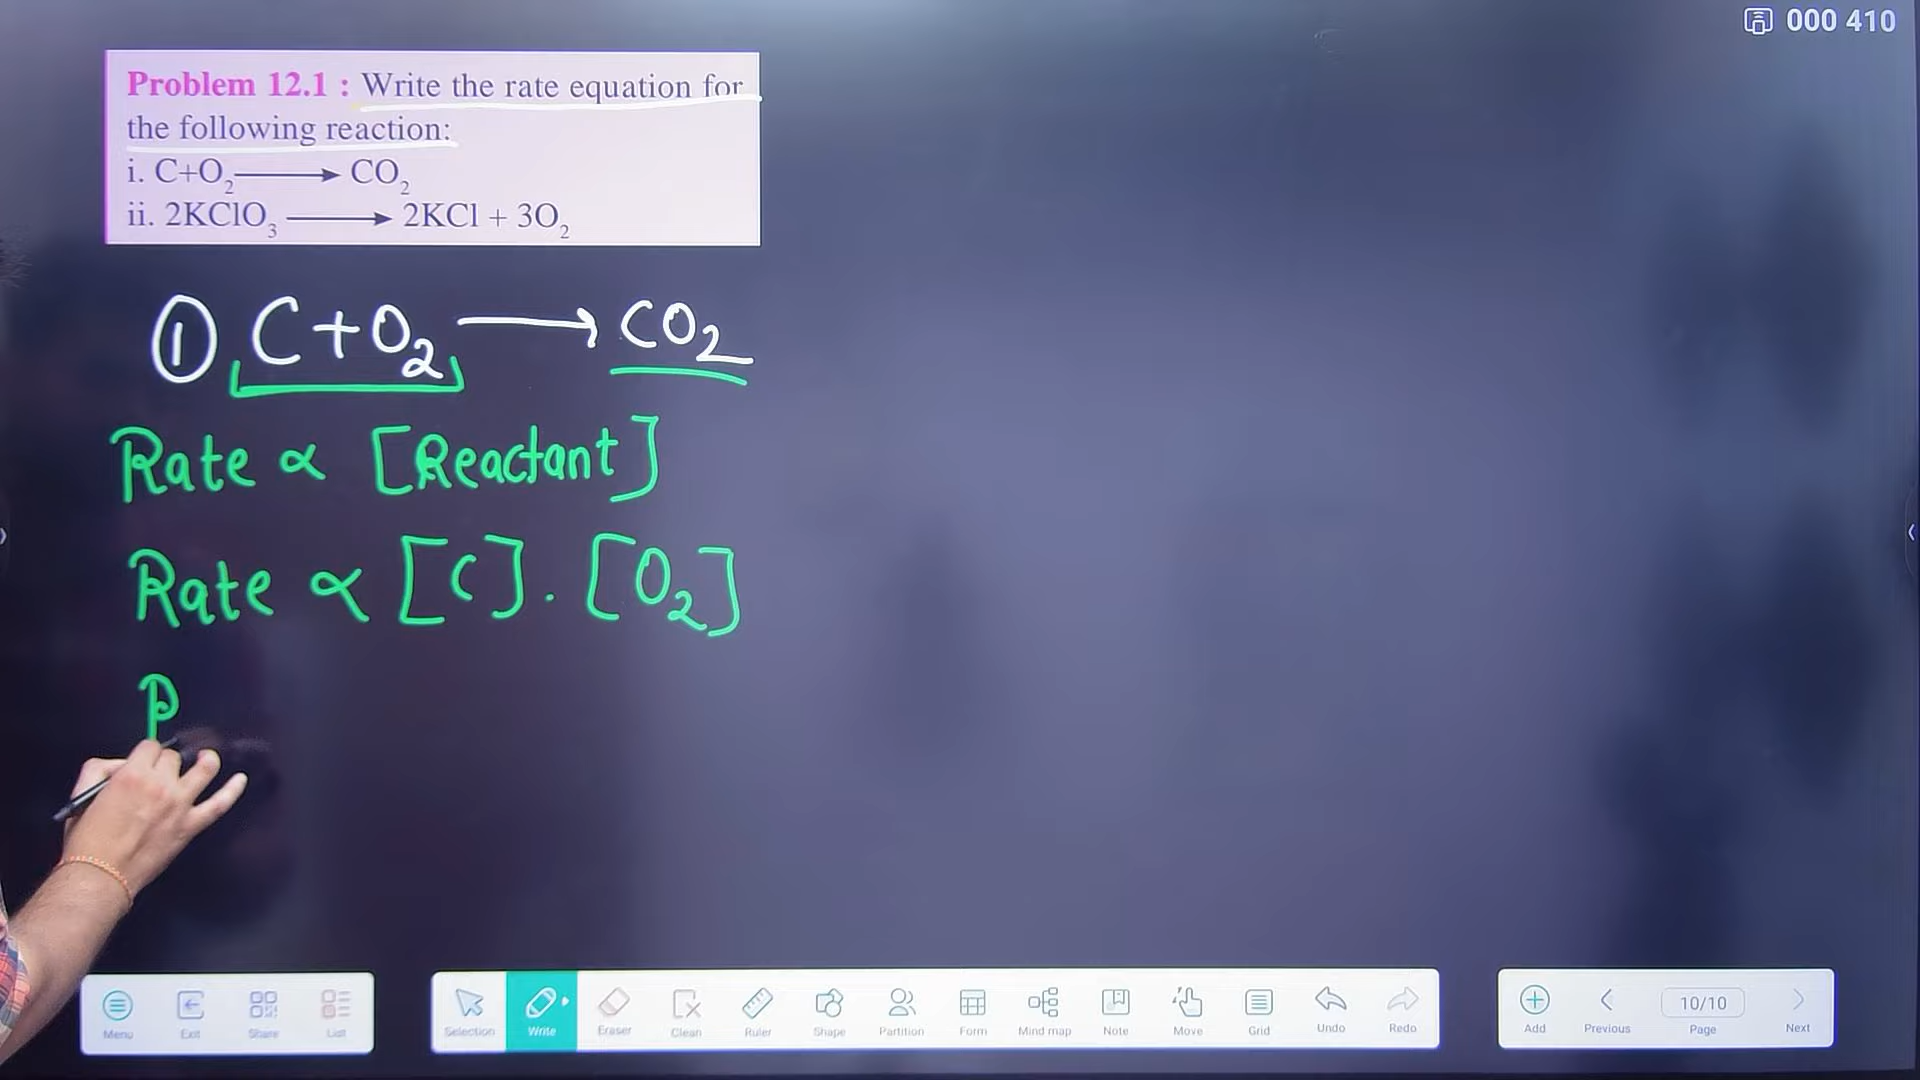 000 410
Problem 12.1 : Write the rate equation for
the following reaction:
i. C+O₂ ⟶ CO₂
ii. 2KClO₃ ⟶ 2KCl + 3O₂
① C+O₂ ⟶ CO₂
Rate ∝ [Reactant]
Rate ∝ [C] . [O₂]
Menu Exit Share List Selection Write Eraser Clean Ruler Shape Partition Form Mind map Note Move Grid Undo Redo Add Previous 10/10 Page Next